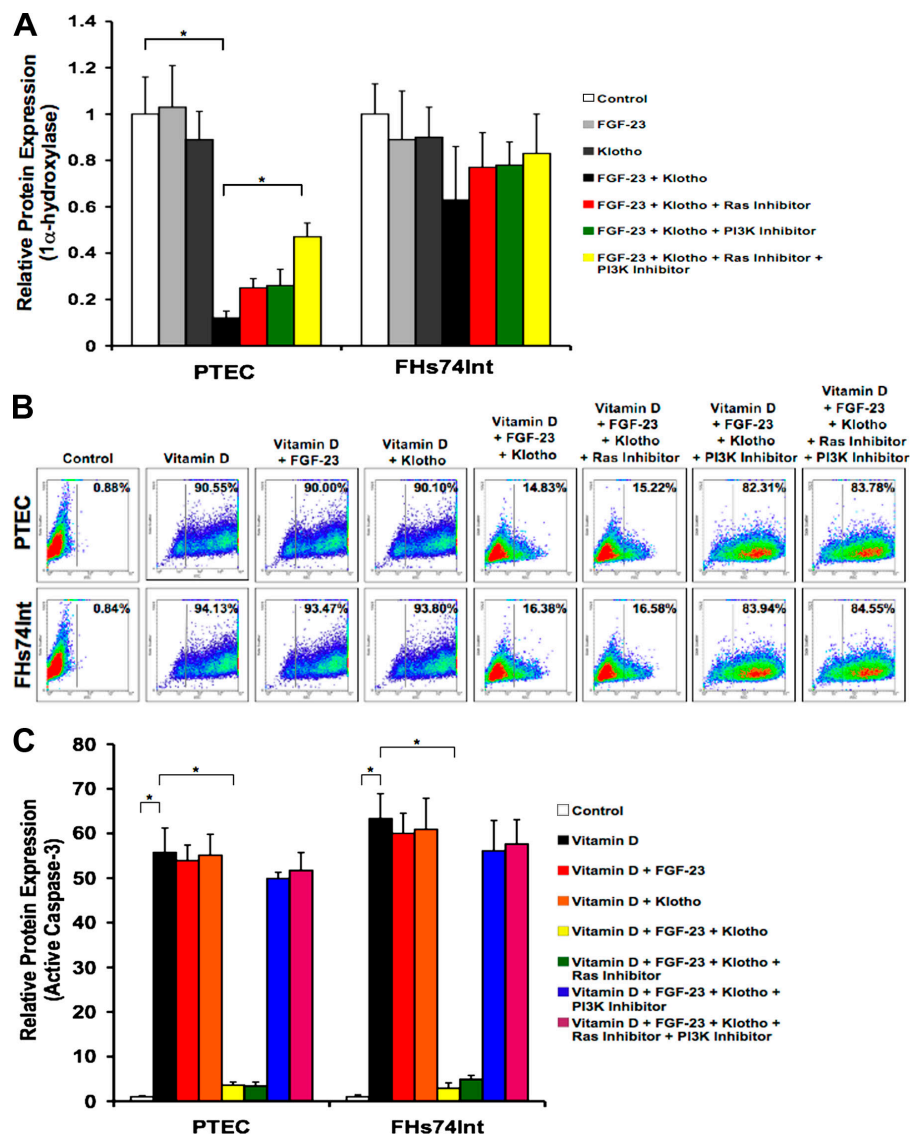 A
Relative Protein Expression
(1α-hydroxylase)
1.4
1.2
1
0.8
0.6
0.4
0.2
0
*
*
PTEC
FHs74Int
Control
FGF-23
Klotho
FGF-23 + Klotho
FGF-23 + Klotho + Ras Inhibitor
FGF-23 + Klotho + PI3K Inhibitor
FGF-23 + Klotho + Ras Inhibitor +
PI3K Inhibitor
B
Control
Vitamin D
Vitamin D
+ FGF-23
Vitamin D
+ Klotho
Vitamin D
+ FGF-23
+ Klotho
Vitamin D
+ FGF-23
+ Klotho
+ Ras Inhibitor
Vitamin D
+ FGF-23
+ Klotho
+ PI3K Inhibitor
Vitamin D
+ FGF-23
+ Klotho
+ Ras Inhibitor
+ PI3K Inhibitor
PTEC
0.88%
90.55%
90.00%
90.10%
14.83%
15.22%
82.31%
83.78%
FHs74Int
0.84%
94.13%
93.47%
93.80%
16.38%
16.58%
83.94%
84.55%
C
Relative Protein Expression
(Active Caspase-3)
80
70
60
50
40
30
20
10
0
*
*
*
*
PTEC
FHs74Int
Control
Vitamin D
Vitamin D + FGF-23
Vitamin D + Klotho
Vitamin D + FGF-23 + Klotho
Vitamin D + FGF-23 + Klotho +
Ras Inhibitor
Vitamin D + FGF-23 + Klotho +
PI3K Inhibitor
Vitamin D + FGF-23 + Klotho +
Ras Inhibitor + PI3K Inhibitor